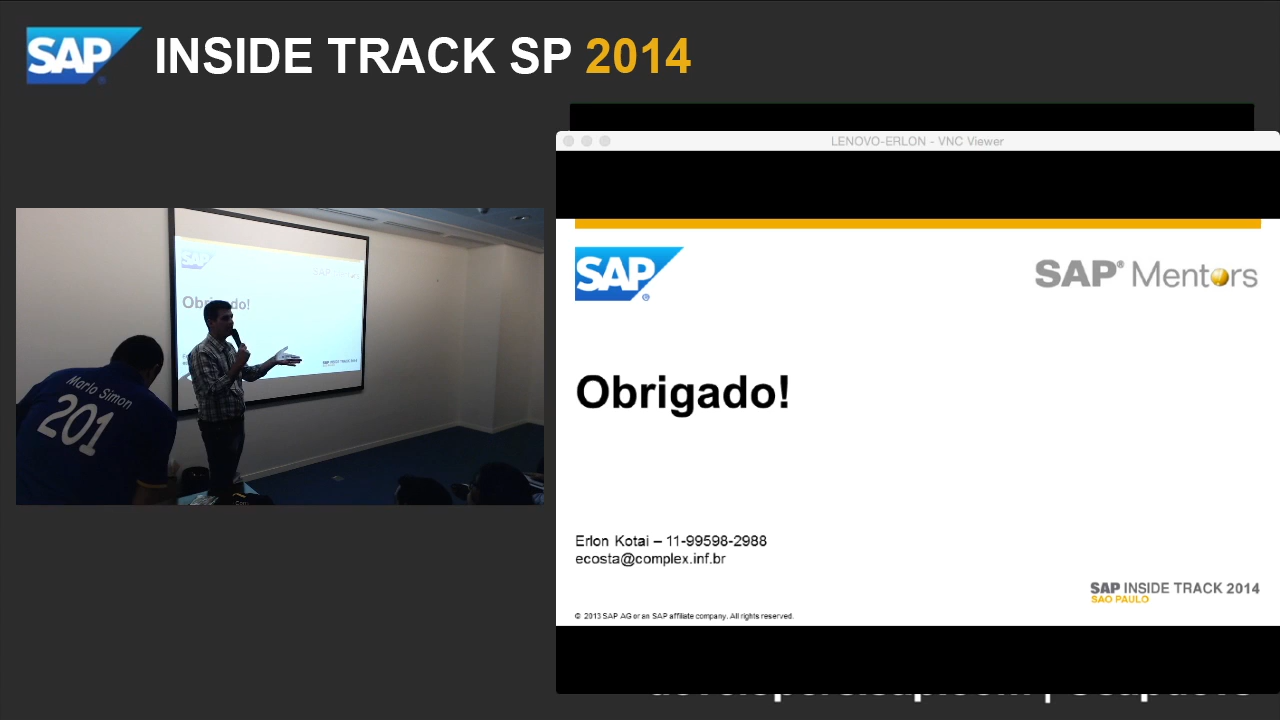 SAP INSIDE TRACK SP 2014
LENOVO-ERLON - VNC Viewer
SAP®
SAP® Mentors
Obrigado!
Erlon Kotai – 11-99598-2988
ecosta@complex.inf.br
SAP INSIDE TRACK 2014
SAO PAULO
© 2013 SAP AG or an SAP affiliate company. All rights reserved.
SAP
Obrigado!
Marlo Simon
201